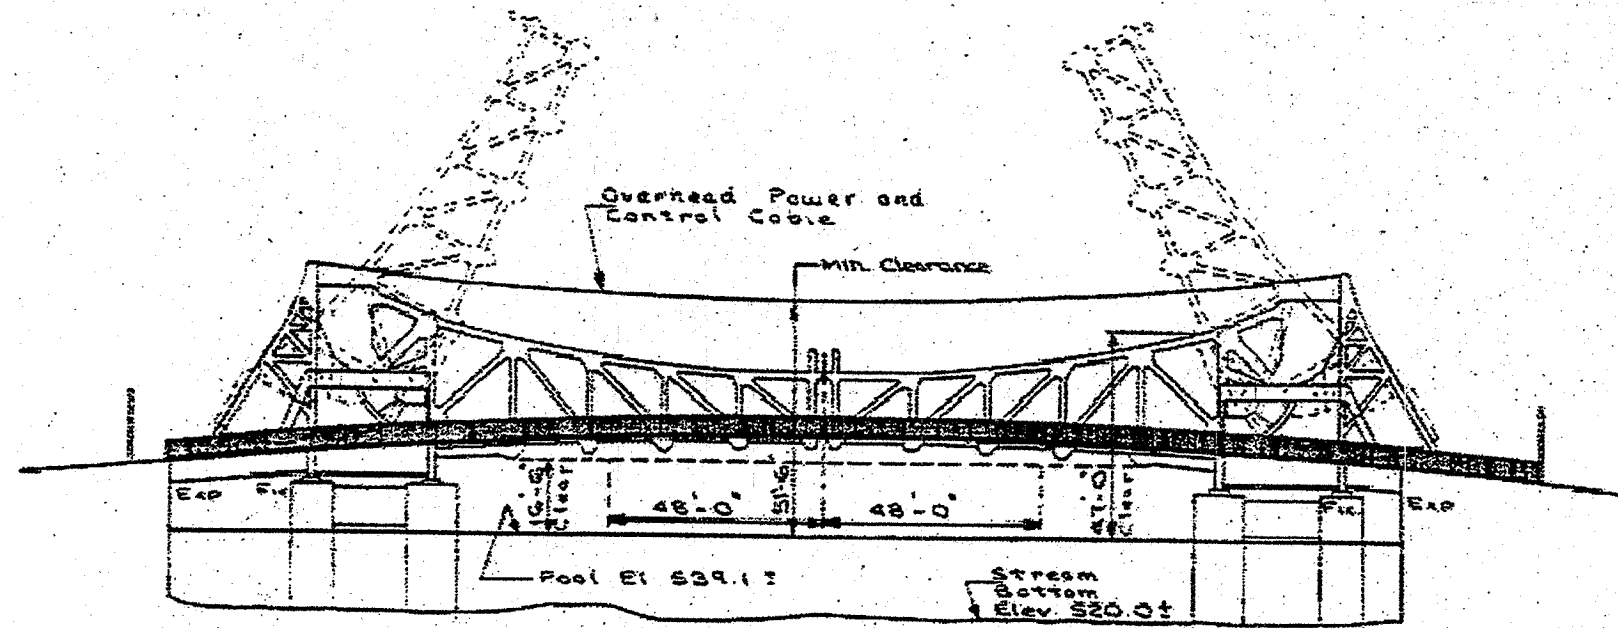 Overhead Power and
Control Cable
Min. Clearance
Exp
Fix.
16'-6"
Clear
48'-0"
51'-6"
48'-0"
47'-0"
Clear
Fix.
Exp
Pool El 539.1 ±
Stream
Bottom
Elev. 520.0±